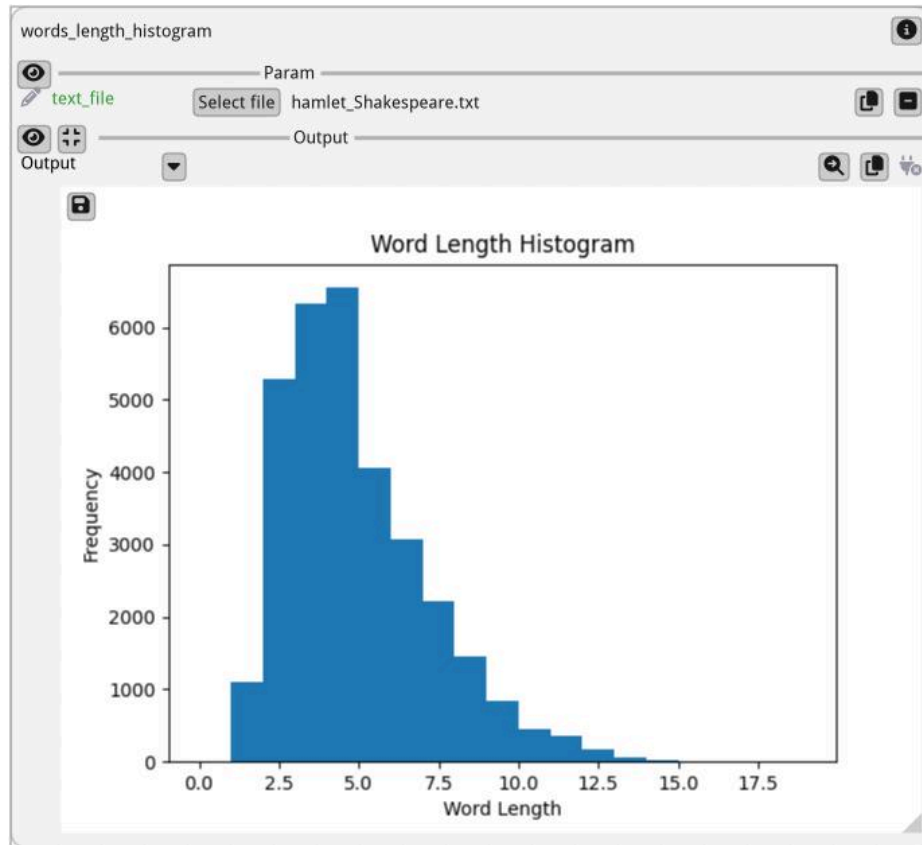 words_length_histogram
Param
text_file Select file hamlet_Shakespeare.txt
Output
Output
Word Length Histogram
Frequency
6000
5000
4000
3000
2000
1000
0
0.0 2.5 5.0 7.5 10.0 12.5 15.0 17.5
Word Length